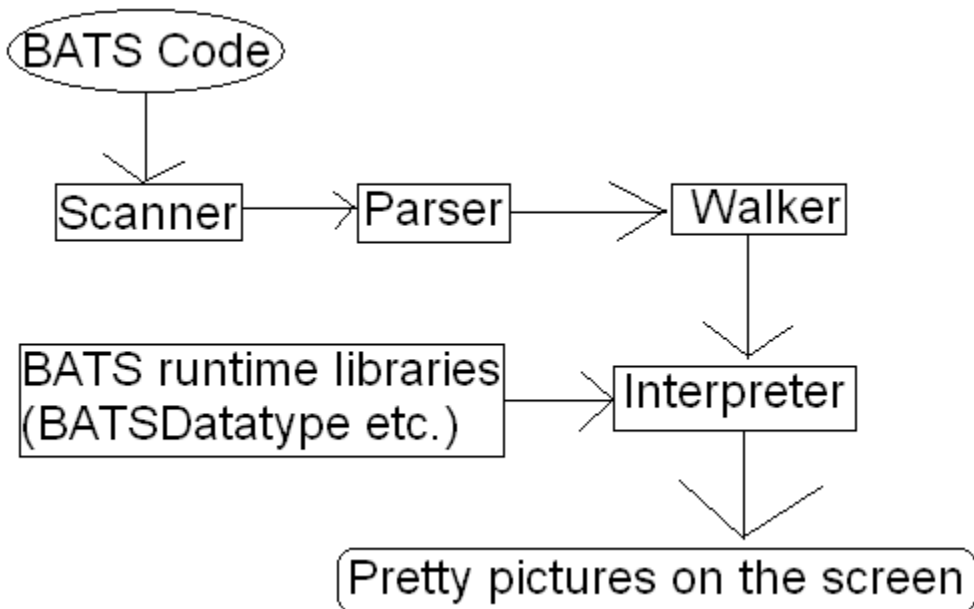 BATS Code
Scanner
Parser
Walker
BATS runtime libraries
(BATSDatatype etc.)
Interpreter
Pretty pictures on the screen